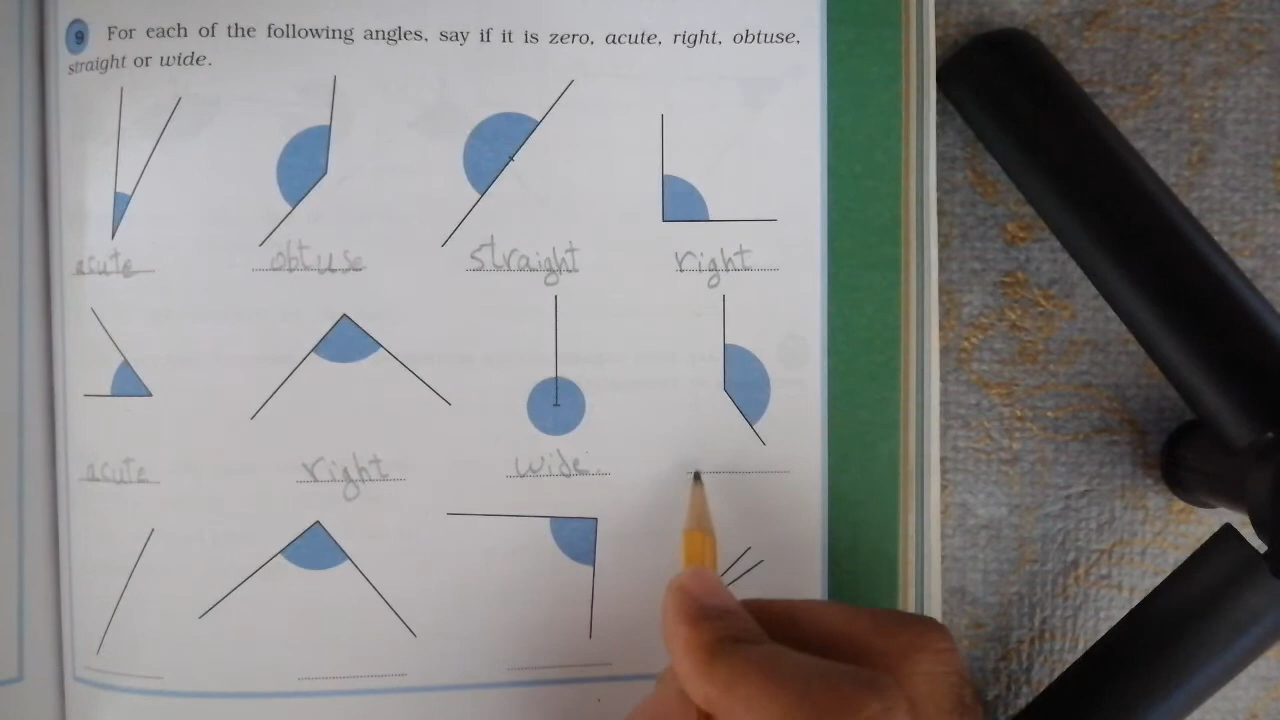 9 For each of the following angles, say if it is zero, acute, right, obtuse,
straight or wide.
acute obtuse straight right
acute right wide